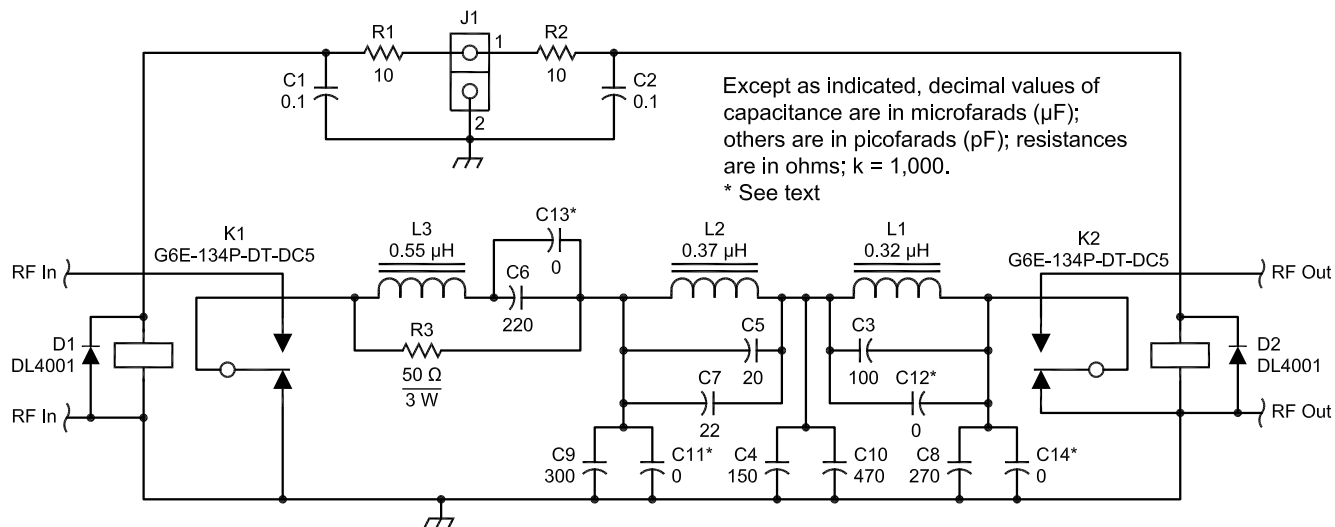 J1
R1
1
R2
10
10
C1
0.1
C2
0.1
2
Except as indicated, decimal values of
capacitance are in microfarads (µF);
others are in picofarads (pF); resistances
are in ohms; k = 1,000.
* See text
K1
G6E-134P-DT-DC5
RF In
L3
0.55 µH
C13*
0
C6
220
L2
0.37 µH
L1
0.32 µH
K2
G6E-134P-DT-DC5
RF Out
R3
50 Ω
3 W
C5
20
C3
100
C7
22
C12*
0
D1
DL4001
D2
DL4001
RF In
RF Out
C9
300
C11*
0
C4
150
C10
470
C8
270
C14*
0